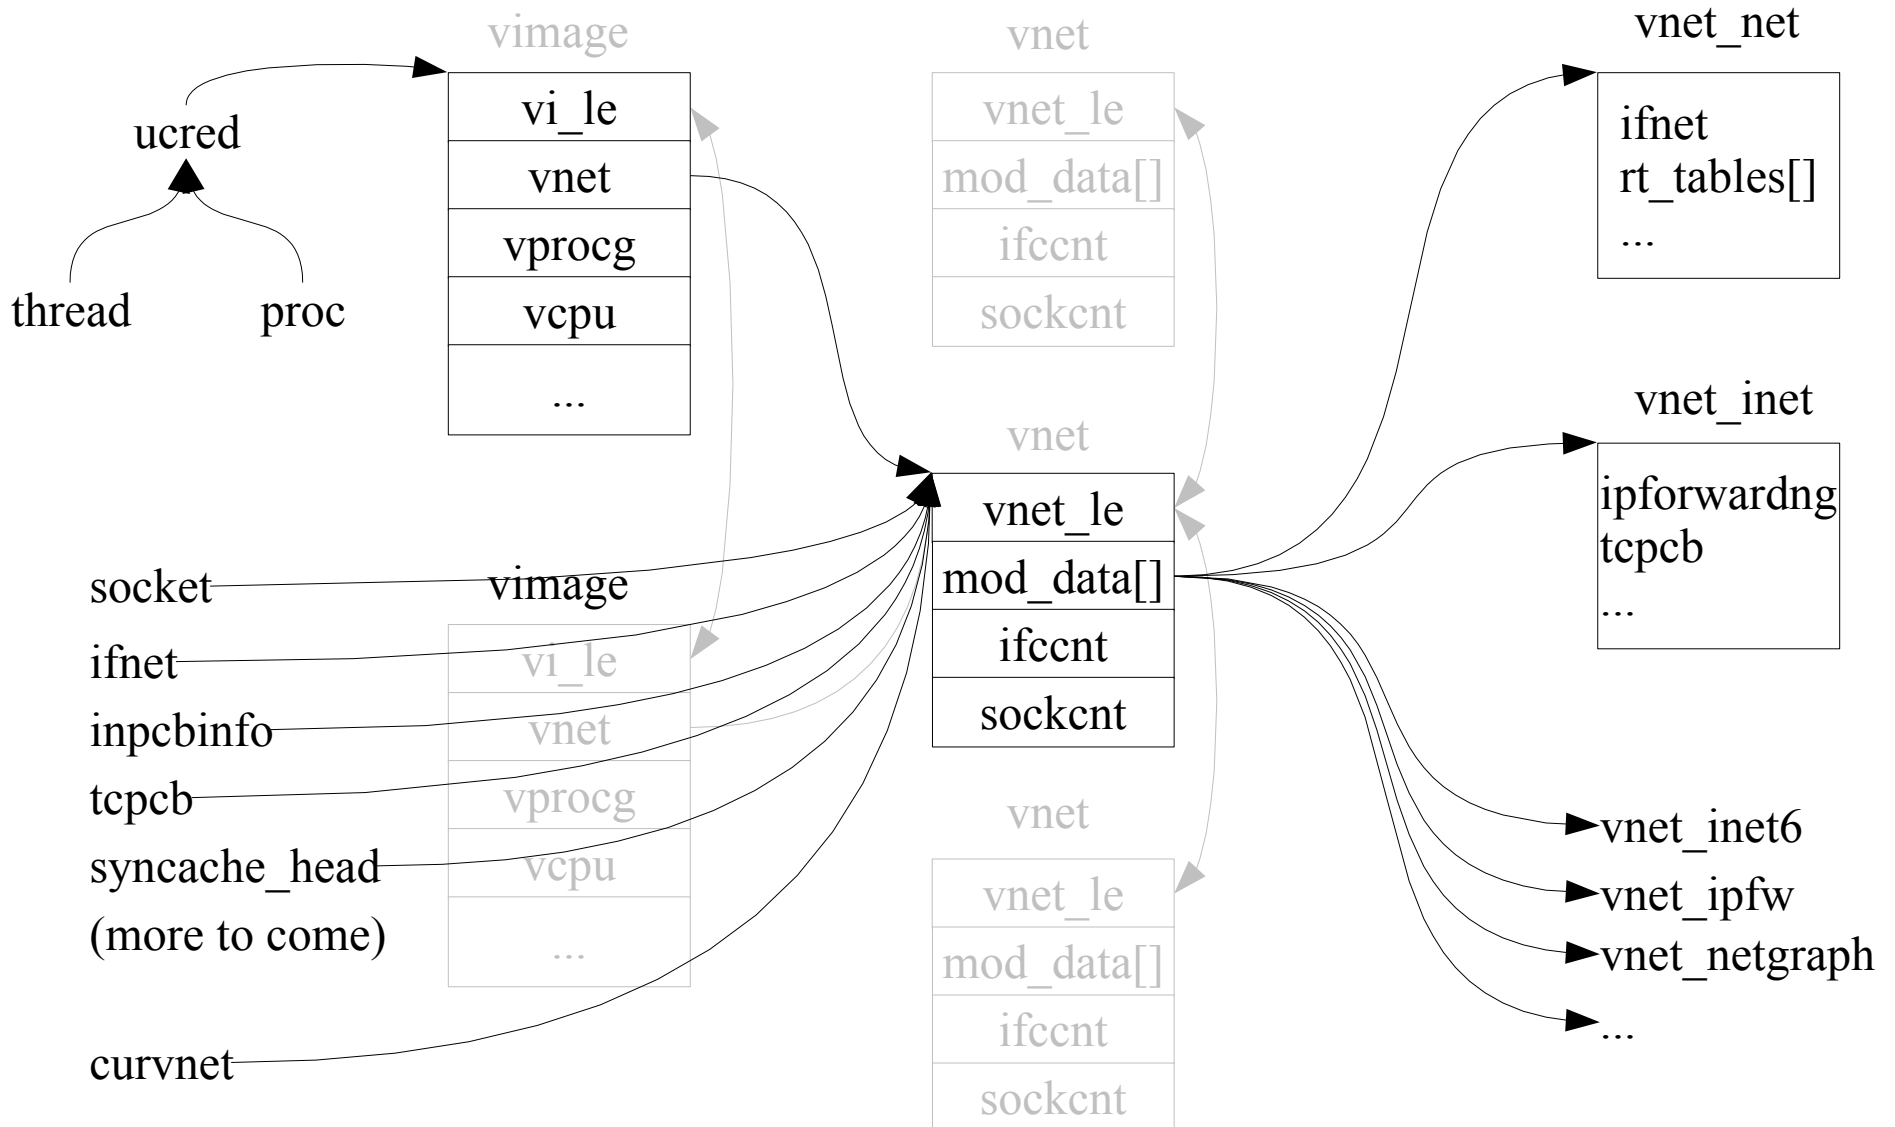 vimage
vi_le
vnet
vprocg
vcpu
...
ucred
thread
proc
vnet
vnet_le
mod_data[]
ifccnt
sockcnt
vnet_net
ifnet
rt_tables[]
...
vnet
vnet_le
mod_data[]
ifccnt
sockcnt
vnet_inet
ipforwardng
tcpcb
...
socket
ifnet
inpcbinfo
tcpcb
syncache_head
(more to come)
curvnet
vimage
vi_le
vnet
vprocg
vcpu
...
vnet
vnet_le
mod_data[]
ifccnt
sockcnt
vnet_inet6
vnet_ipfw
vnet_netgraph
...